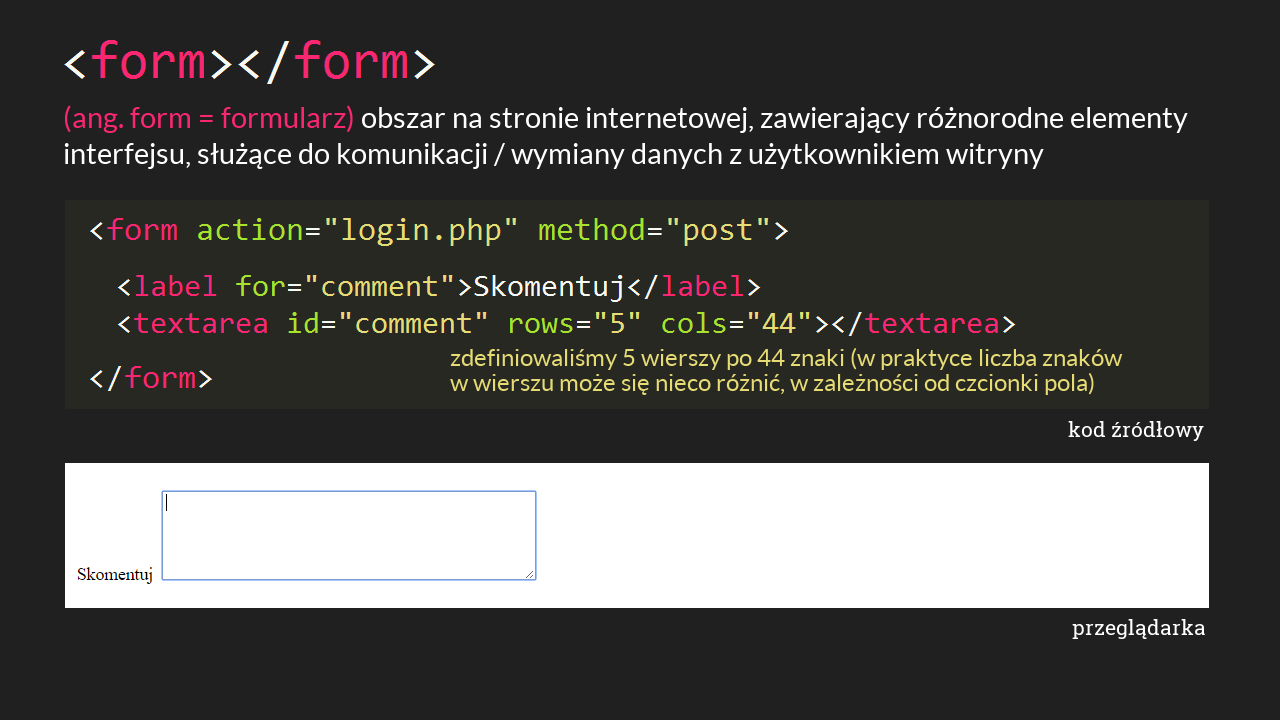 <form></form>
(ang. form = formularz) obszar na stronie internetowej, zawierający różnorodne elementy
interfejsu, służące do komunikacji / wymiany danych z użytkownikiem witryny
<form action="login.php" method="post">
<label for="comment">Skomentuj</label>
<textarea id="comment" rows="5" cols="44"></textarea>
zdefiniowaliśmy 5 wierszy po 44 znaki (w praktyce liczba znaków
w wierszu może się nieco różnić, w zależności od czcionki pola)
</form>
kod źródłowy
Skomentuj
przeglądarka